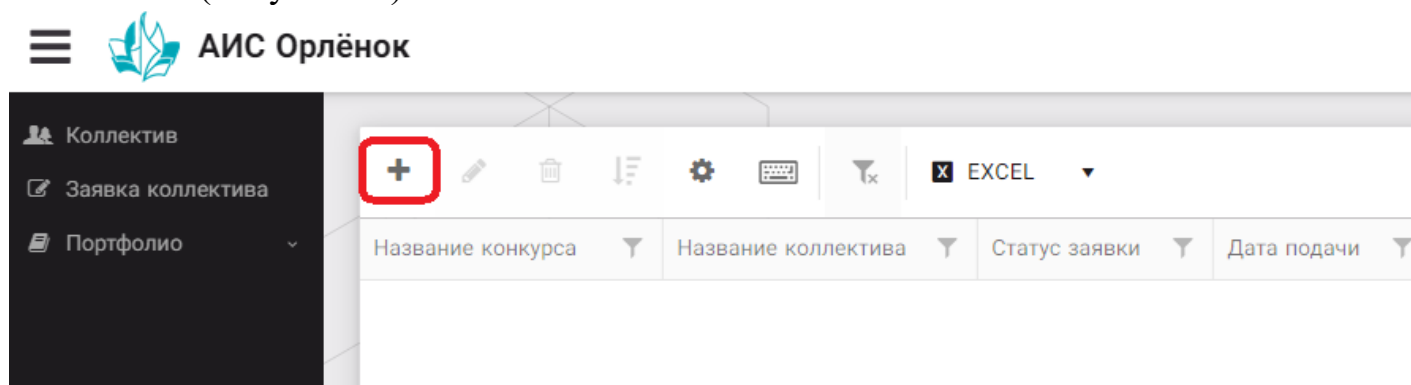 АИС Орлёнок
Коллектив
Заявка коллектива
Портфолио
X EXCEL
Название конкурса Название коллектива Статус заявки Дата подачи